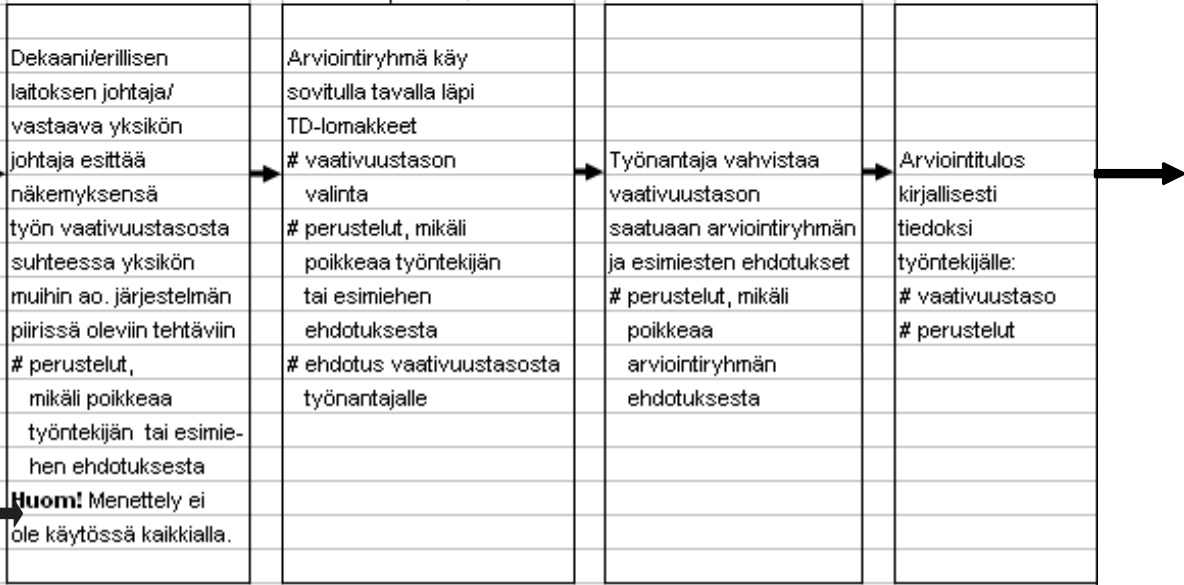 Dekaani/erillisen
laitoksen johtaja/
vastaava yksikön
johtaja esittää
näkemyksensä
työn vaativuustasosta
suhteessa yksikön
muihin ao. järjestelmän
piirissä oleviin tehtäviin
# perustelut,
mikäli poikkeaa
työntekijän tai esimie-
hen ehdotuksesta
Huom! Menettely ei
ole käytössä kaikkialla.
Arviointiryhmä käy
sovitulla tavalla läpi
TD-lomakkeet
# vaativuustason
valinta
# perustelut, mikäli
poikkeaa työntekijän
tai esimiehen
ehdotuksesta
# ehdotus vaativuustasosta
työnantajalle
Työnantaja vahvistaa
vaativuustason
saatuaan arviointiryhmän
ja esimiesten ehdotukset
# perustelut, mikäli
poikkeaa
arviointiryhmän
ehdotuksesta
Arviointitulos
kirjallisesti
tiedoksi
työntekijälle:
# vaativuustaso
# perustelut